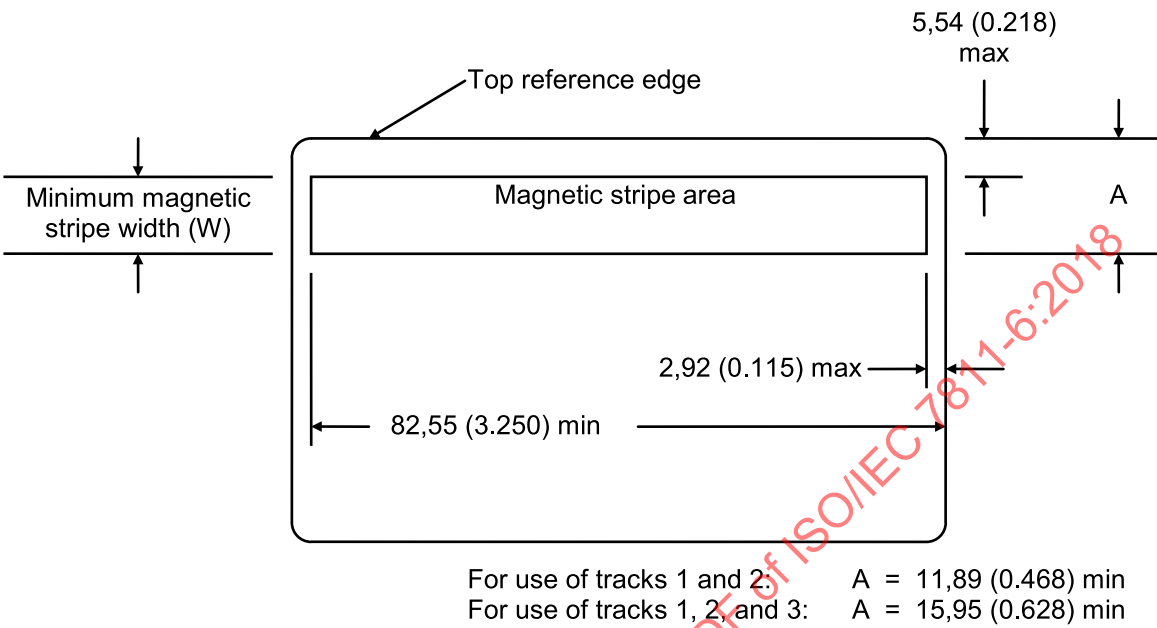 5,54 (0.218)
max
Top reference edge
Minimum magnetic
stripe width (W)
Magnetic stripe area
A
2,92 (0.115) max
82,55 (3.250) min
For use of tracks 1 and 2: A = 11,89 (0.468) min
For use of tracks 1, 2, and 3: A = 15,95 (0.628) min
of ISO/IEC 7811-6:2018